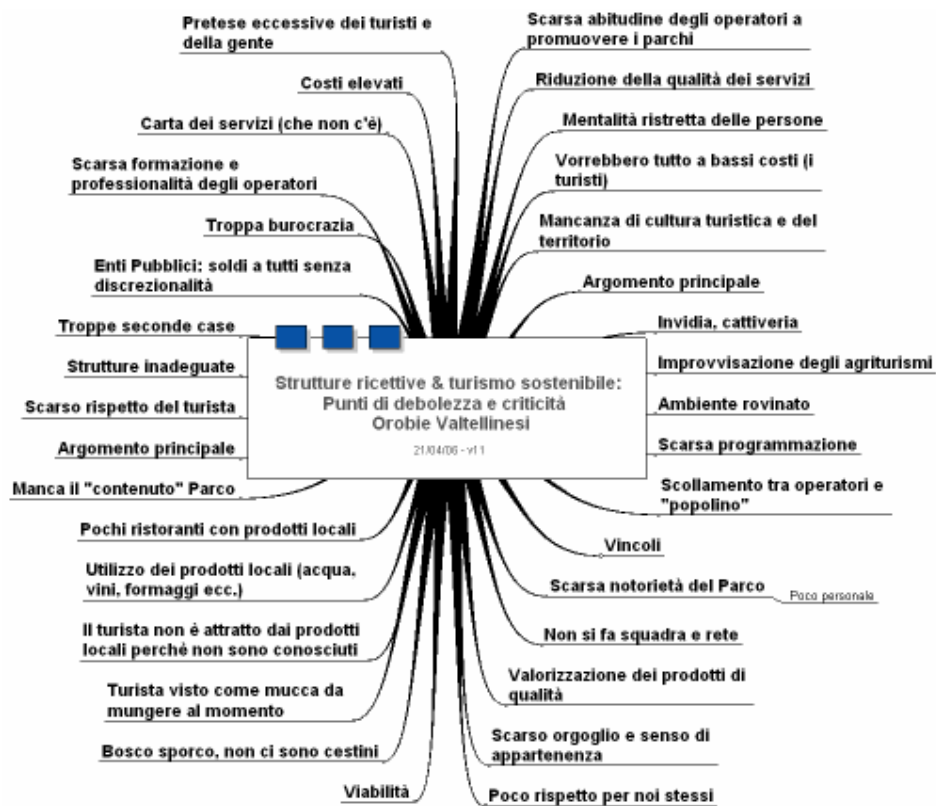 Pretese eccessive dei turisti e
della gente
Costi elevati
Carta dei servizi (che non c'è)
Scarsa formazione e
professionalità degli operatori
Troppa burocrazia
Enti Pubblici: soldi a tutti senza
discrezionalità
Troppe seconde case
Strutture inadeguate
Scarso rispetto del turista
Argomento principale
Manca il "contenuto" Parco
Pochi ristoranti con prodotti locali
Utilizzo dei prodotti locali (acqua,
vini, formaggi ecc.)
Il turista non è attratto dai prodotti
locali perchè non sono conosciuti
Turista visto come mucca da
mungere al momento
Bosco sporco, non ci sono cestini
Viabilità
Strutture ricettive & turismo sostenibile:
Punti di debolezza e criticità
Orobie Valtellinesi
21/04/06 - v11
Scarsa abitudine degli operatori a
promuovere i parchi
Riduzione della qualità dei servizi
Mentalità ristretta delle persone
Vorrebbero tutto a bassi costi (i
turisti)
Mancanza di cultura turistica e del
territorio
Argomento principale
Invidia, cattiveria
Improvvisazione degli agriturismi
Ambiente rovinato
Scarsa programmazione
Scollamento tra operatori e
"popolino"
Vincoli
Scarsa notorietà del Parco
Poco personale
Non si fa squadra e rete
Valorizzazione dei prodotti di
qualità
Scarso orgoglio e senso di
appartenenza
Poco rispetto per noi stessi